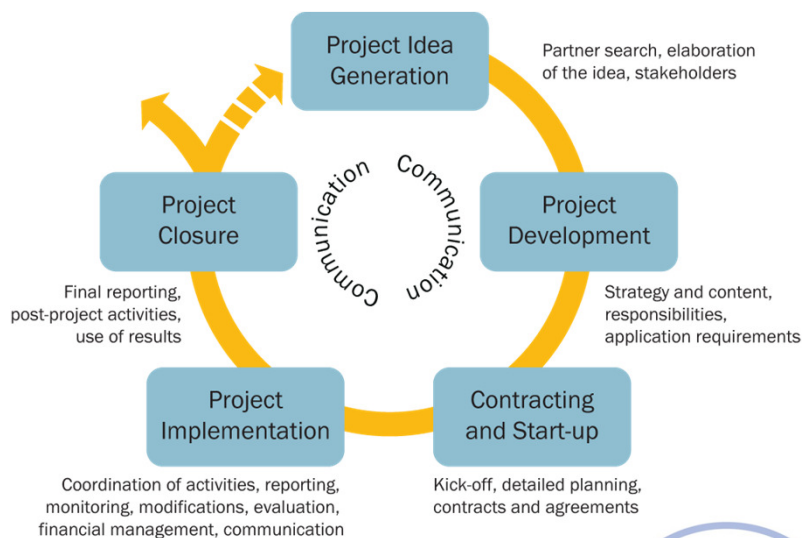 Project Idea
Generation
Partner search, elaboration
of the idea, stakeholders
Project
Development
Strategy and content,
responsibilities,
application requirements
Contracting
and Start-up
Kick-off, detailed planning,
contracts and agreements
Project
Implementation
Coordination of activities, reporting,
monitoring, modifications, evaluation,
financial management, communication
Project
Closure
Final reporting,
post-project activities,
use of results
Communication
Communication